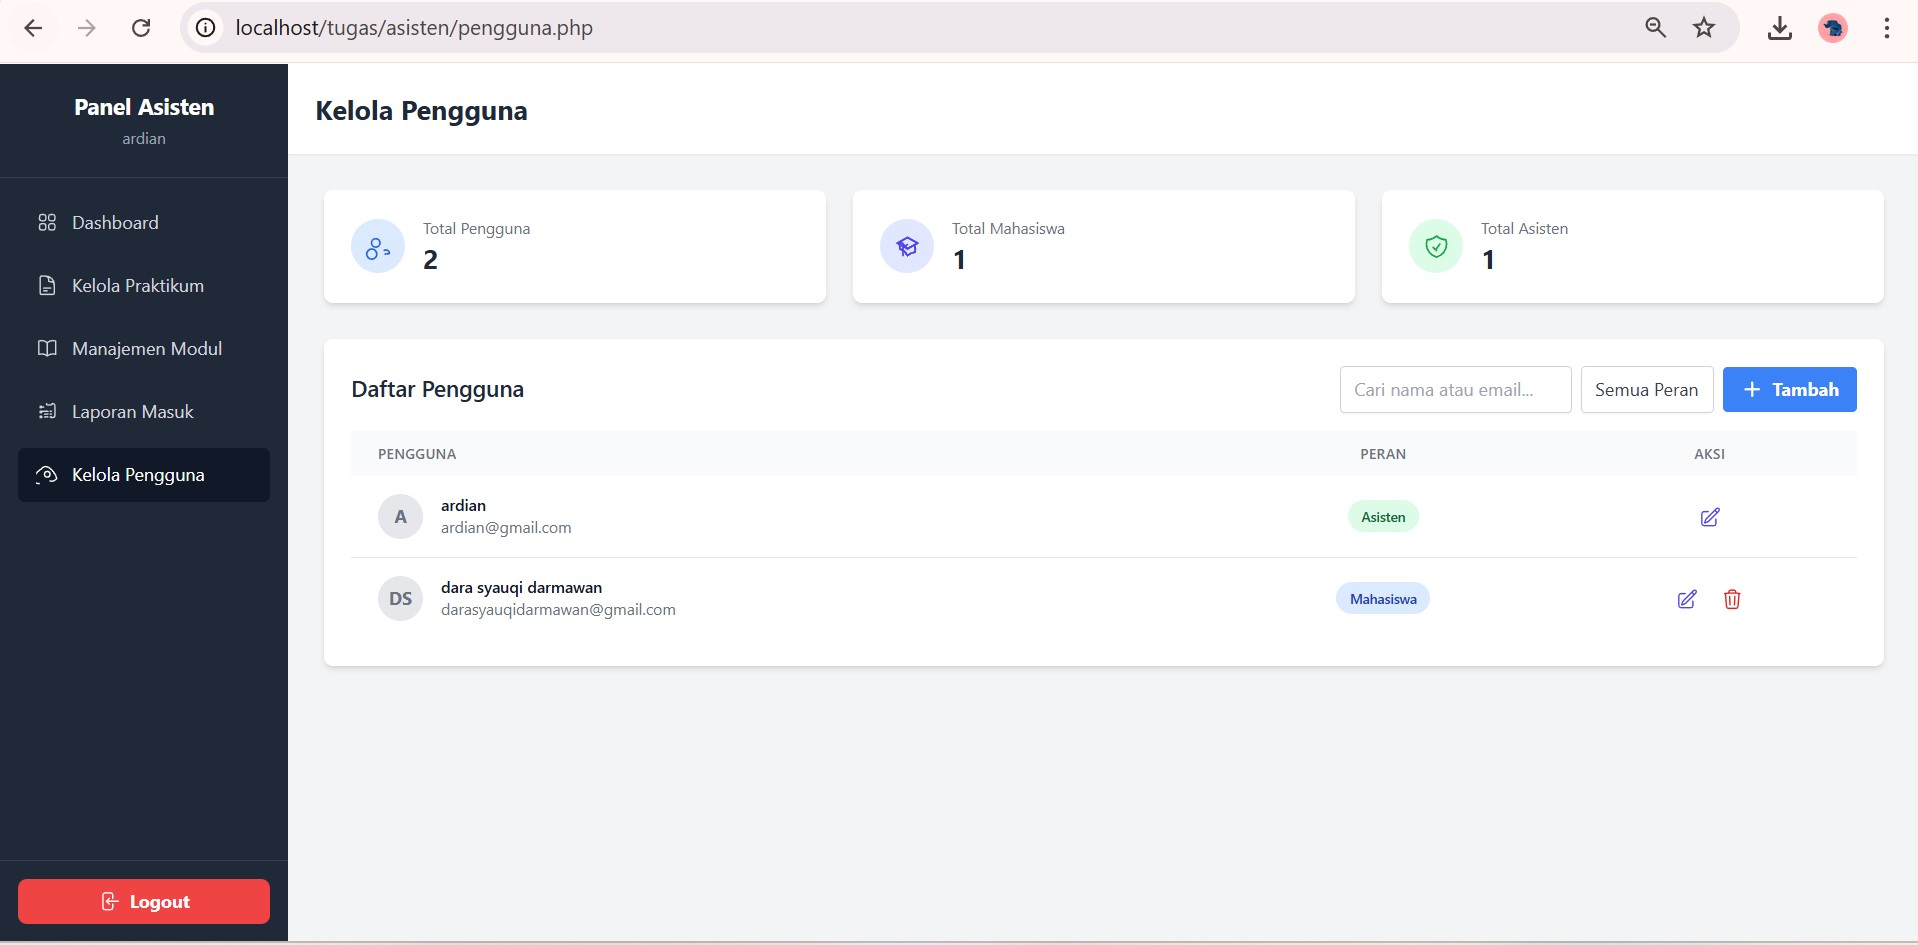 localhost/tugas/asisten/pengguna.php
Panel Asisten
ardian
Dashboard
Kelola Praktikum
Manajemen Modul
Laporan Masuk
Kelola Pengguna
Logout
Kelola Pengguna
Total Pengguna
2
Total Mahasiswa
1
Total Asisten
1
Daftar Pengguna
Cari nama atau email...
Semua Peran
Tambah
PENGGUNA PERAN AKSI
A
ardian
ardian@gmail.com
Asisten
DS
dara syauqi darmawan
darasyauqidarmawan@gmail.com
Mahasiswa